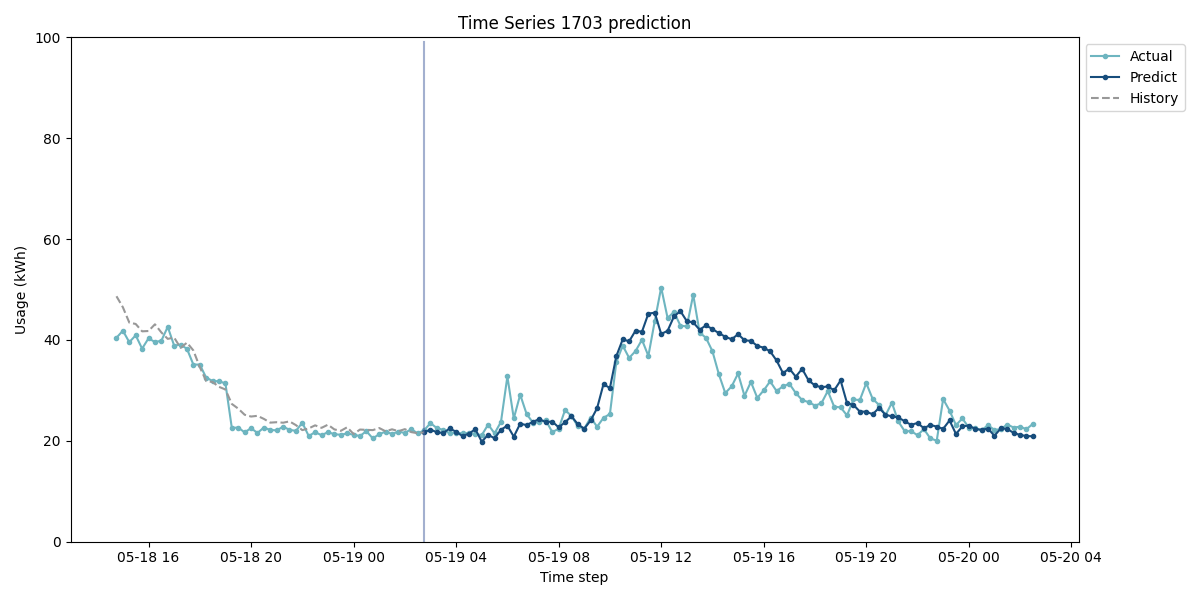 Time Series 1703 prediction
100
80
60
40
20
0
Usage (kWh)
05-18 16
05-18 20
05-19 00
05-19 04
05-19 08
05-19 12
05-19 16
05-19 20
05-20 00
05-20 04
Time step
Actual
Predict
History